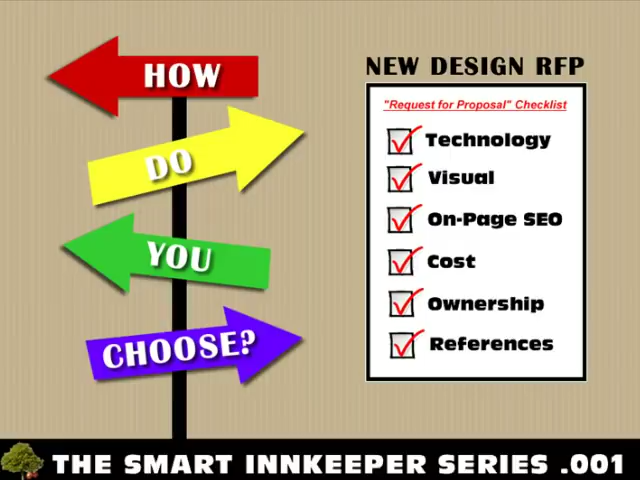 HOW
DO
YOU
CHOOSE?
NEW DESIGN RFP
"Request for Proposal" Checklist
Technology
Visual
On-Page SEO
Cost
Ownership
References
THE SMART INNKEEPER SERIES .001